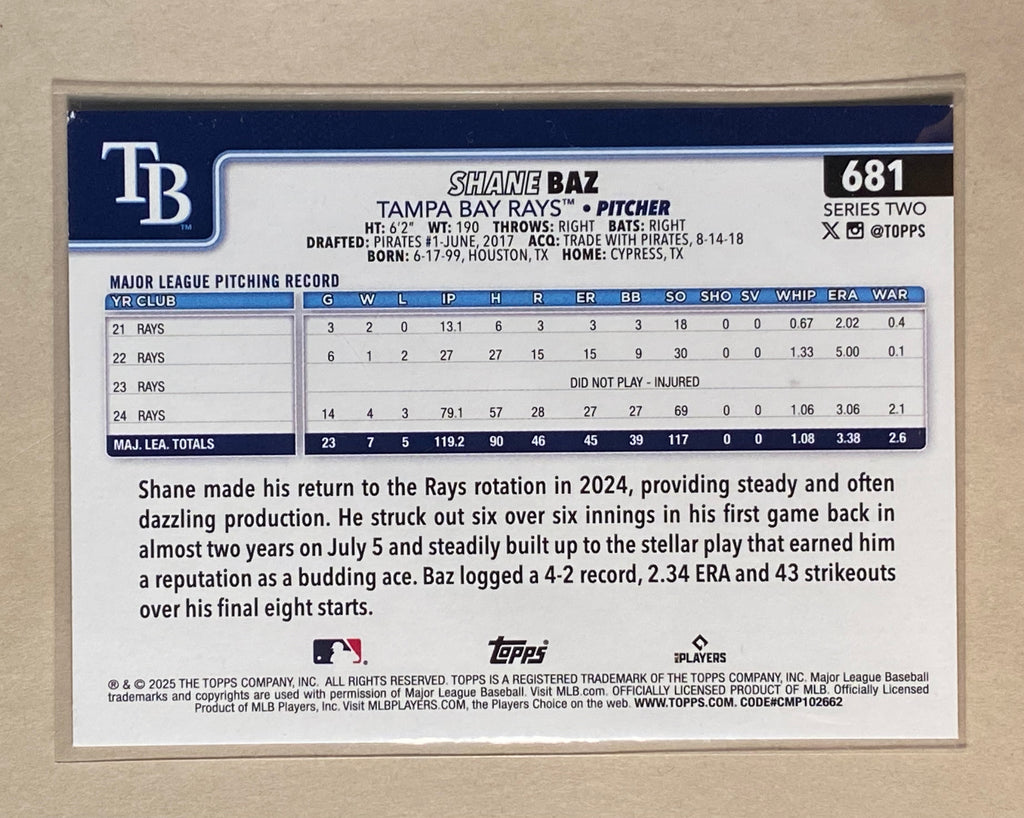 TB™
681
SHANE BAZ
TAMPA BAY RAYS™ • PITCHER
SERIES TWO
@TOPPS
HT: 6'2" WT: 190 THROWS: RIGHT BATS: RIGHT
DRAFTED: PIRATES #1-JUNE, 2017 ACQ: TRADE WITH PIRATES, 8-14-18
BORN: 6-17-99, HOUSTON, TX HOME: CYPRESS, TX
MAJOR LEAGUE PITCHING RECORD
YR CLUB G W L IP H R ER BB SO SHO SV WHIP ERA WAR
21 RAYS 3 2 0 13.1 6 3 3 3 18 0 0 0.67 2.02 0.4
22 RAYS 6 1 2 27 27 15 15 9 30 0 0 1.33 5.00 0.1
23 RAYS DID NOT PLAY - INJURED
24 RAYS 14 4 3 79.1 57 28 27 27 69 0 0 1.06 3.06 2.1
MAJ. LEA. TOTALS 23 7 5 119.2 90 46 45 39 117 0 0 1.08 3.38 2.6
Shane made his return to the Rays rotation in 2024, providing steady and often
dazzling production. He struck out six over six innings in his first game back in
almost two years on July 5 and steadily built up to the stellar play that earned him
a reputation as a budding ace. Baz logged a 4-2 record, 2.34 ERA and 43 strikeouts
over his final eight starts.
topps
MLB PLAYERS
® & © 2025 THE TOPPS COMPANY, INC. ALL RIGHTS RESERVED. TOPPS IS A REGISTERED TRADEMARK OF THE TOPPS COMPANY, INC. Major League Baseball
trademarks and copyrights are used with permission of Major League Baseball. Visit MLB.com. OFFICIALLY LICENSED PRODUCT OF MLB. Officially Licensed
Product of MLB Players, Inc. Visit MLBPLAYERS.COM, the Players Choice on the web. WWW.TOPPS.COM. CODE#CMP102662